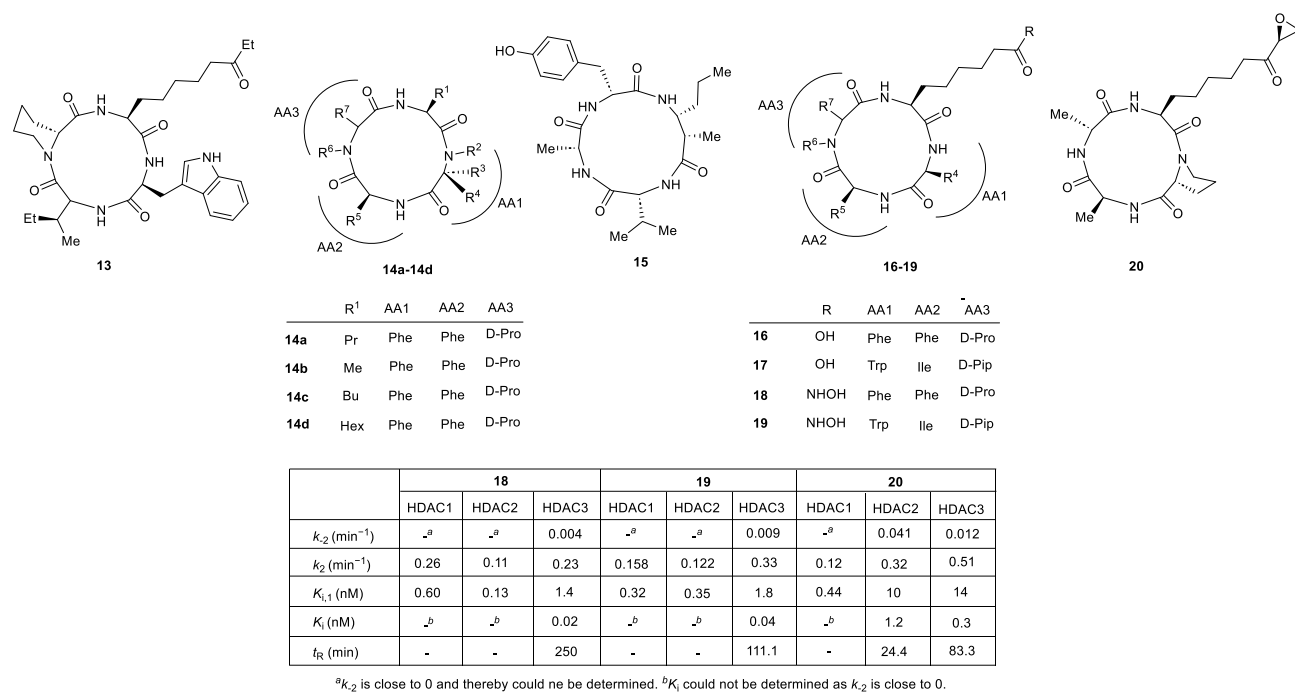 Et
O
O
H
N
O
N
NH
O
O
N
H
H
N
Et
Me
13
AA3
O
H
N
R1
R7
O
R6
N
N
R2
R3
R4
O
O
R5
N
H
AA1
AA2
14a-14d
HO
O
NH
CH3
HN
O
CH3
Me
NH
HN
O
O
Me
Me
15
R
O
AA3
O
H
N
R7
O
R6
N
NH
R4
O
O
R5
N
H
AA1
AA2
16-19
O
O
O
H
N
Me
O
HN
N
O
Me
N
H
O
20
R1 AA1 AA2 AA3
14a Pr Phe Phe D-Pro
14b Me Phe Phe D-Pro
14c Bu Phe Phe D-Pro
14d Hex Phe Phe D-Pro
R AA1 AA2 AA3
16 OH Phe Phe D-Pro
17 OH Trp Ile D-Pip
18 NHOH Phe Phe D-Pro
19 NHOH Trp Ile D-Pip
18 19 20
HDAC1 HDAC2 HDAC3 HDAC1 HDAC2 HDAC3 HDAC1 HDAC2 HDAC3
k-2 (min−1) -a -a 0.004 -a -a 0.009 -a 0.041 0.012
k2 (min−1) 0.26 0.11 0.23 0.158 0.122 0.33 0.12 0.32 0.51
Ki,1 (nM) 0.60 0.13 1.4 0.32 0.35 1.8 0.44 10 14
Ki (nM) -b -b 0.02 -b -b 0.04 -b 1.2 0.3
tR (min) - - 250 - - 111.1 - 24.4 83.3
ak-2 is close to 0 and thereby could ne be determined. bKi could not be determined as k-2 is close to 0.